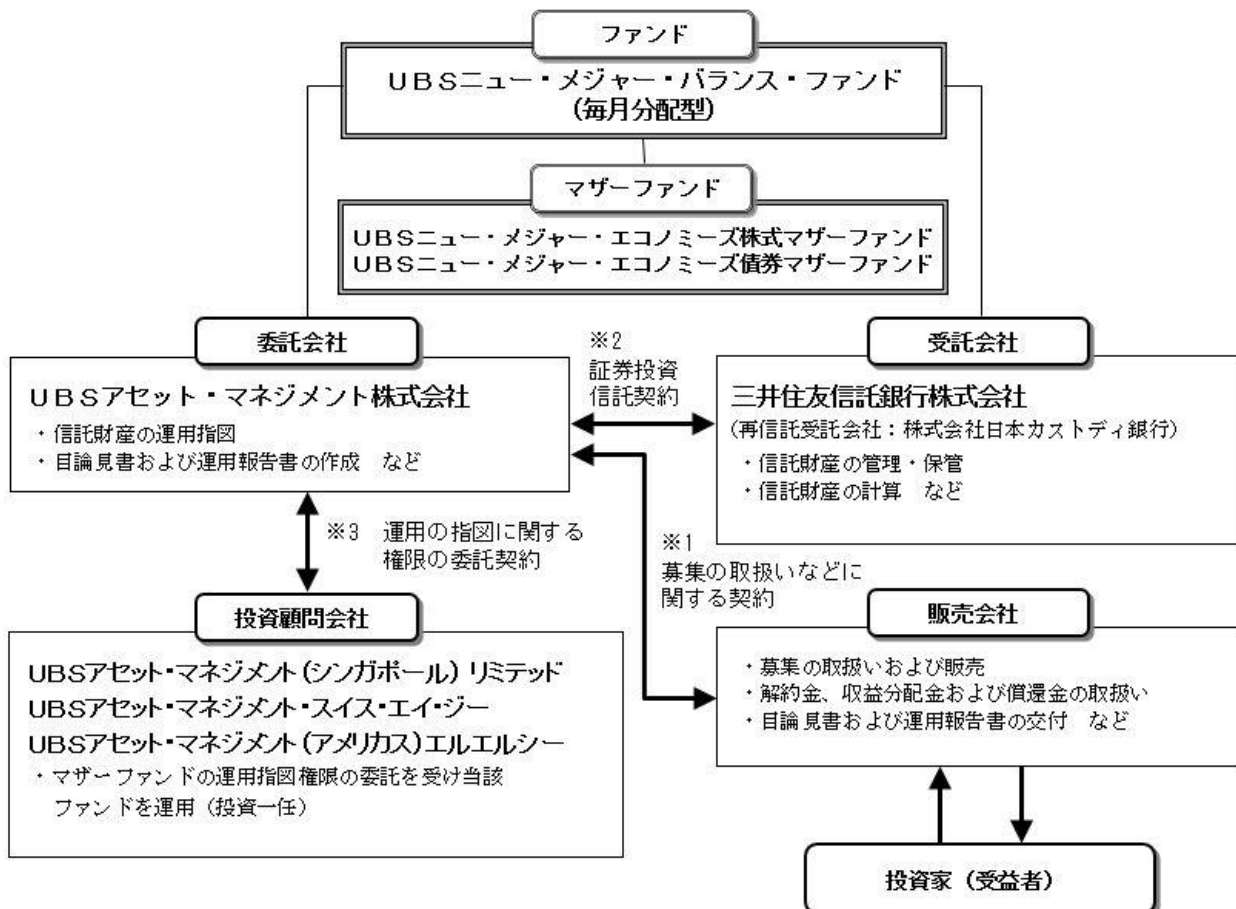 ファンド
UBSニュー・メジャー・バランス・ファンド
(毎月分配型)
マザーファンド
UBSニュー・メジャー・エコノミーズ株式マザーファンド
UBSニュー・メジャー・エコノミーズ債券マザーファンド
委託会社
UBSアセット・マネジメント株式会社
・信託財産の運用指図
・目論見書および運用報告書の作成 など
※2
証券投資
信託契約
受託会社
三井住友信託銀行株式会社
(再信託受託会社:株式会社日本カストディ銀行)
・信託財産の管理・保管
・信託財産の計算 など
※3 運用の指図に関する
権限の委託契約
※1
募集の取扱いなどに
関する契約
投資顧問会社
UBSアセット・マネジメント(シンガポール)リミテッド
UBSアセット・マネジメント・スイス・エイ・ジー
UBSアセット・マネジメント(アメリカス)エルエルシー
・マザーファンドの運用指図権限の委託を受け当該
ファンドを運用(投資一任)
販売会社
・募集の取扱いおよび販売
・解約金、収益分配金および償還金の取扱い
・目論見書および運用報告書の交付 など
投資家(受益者)